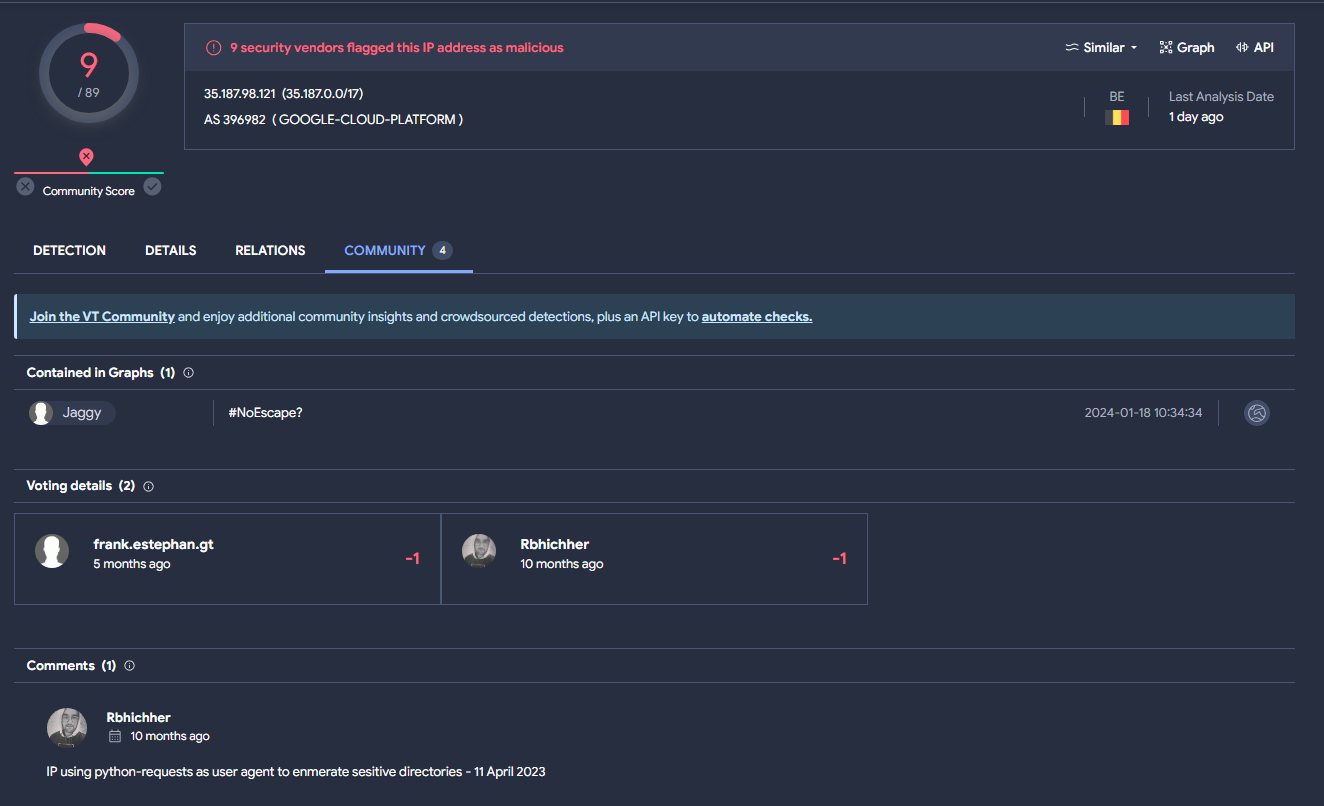 9
/ 89
Community Score
9 security vendors flagged this IP address as malicious
Similar
Graph
API
35.187.98.121 (35.187.0.0/17)
AS 396982 ( GOOGLE-CLOUD-PLATFORM )
BE
Last Analysis Date
1 day ago
DETECTION DETAILS RELATIONS COMMUNITY 4
Join the VT Community and enjoy additional community insights and crowdsourced detections, plus an API key to automate checks.
Contained in Graphs (1)
Jaggy #NoEscape? 2024-01-18 10:34:34
Voting details (2)
frank.estephan.gt
5 months ago
-1
Rbhichher
10 months ago
-1
Comments (1)
Rbhichher
10 months ago
IP using python-requests as user agent to enmerate sesitive directories - 11 April 2023